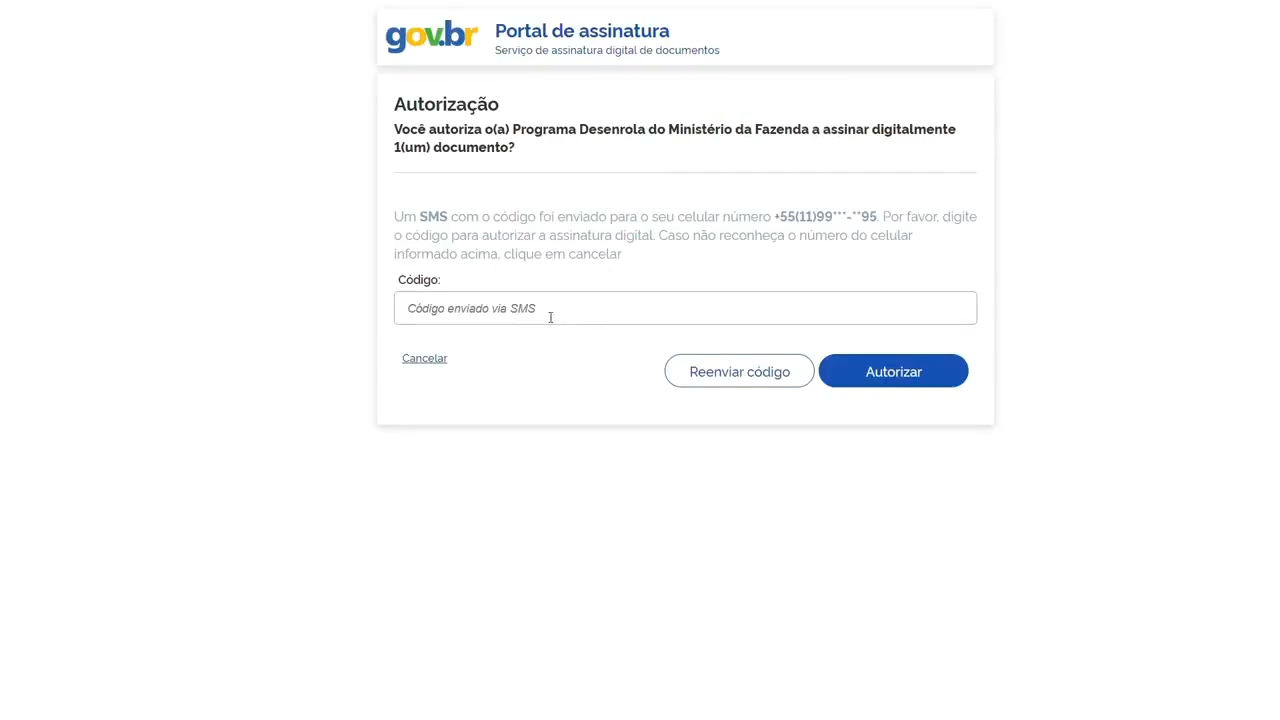 gov.br
Portal de assinatura
Serviço de assinatura digital de documentos
Autorização
Você autoriza o(a) Programa Desenrola do Ministério da Fazenda a assinar digitalmente
1(um) documento?
Um SMS com o código foi enviado para o seu celular número +55(11)99***-**95. Por favor, digite
o código para autorizar a assinatura digital. Caso não reconheça o número do celular
informado acima, clique em cancelar
Código:
Código enviado via SMS
Cancelar
Reenviar código
Autorizar